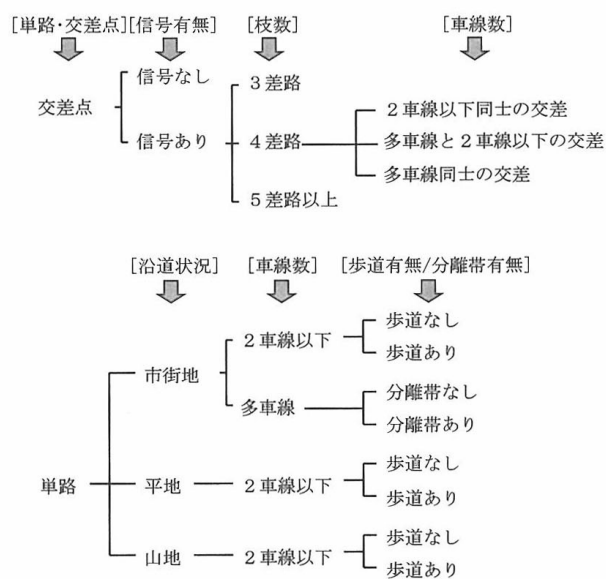 [単路・交差点][信号有無] [枝数] [車線数]
信号なし
3差路
交差点
2車線以下同士の交差
信号あり
4差路
多車線と2車線以下の交差
多車線同士の交差
5差路以上
[沿道状況] [車線数] [歩道有無/分離帯有無]
歩道なし
2車線以下
歩道あり
市街地
分離帯なし
多車線
分離帯あり
歩道なし
単路
平地
2車線以下
歩道あり
歩道なし
山地
2車線以下
歩道あり